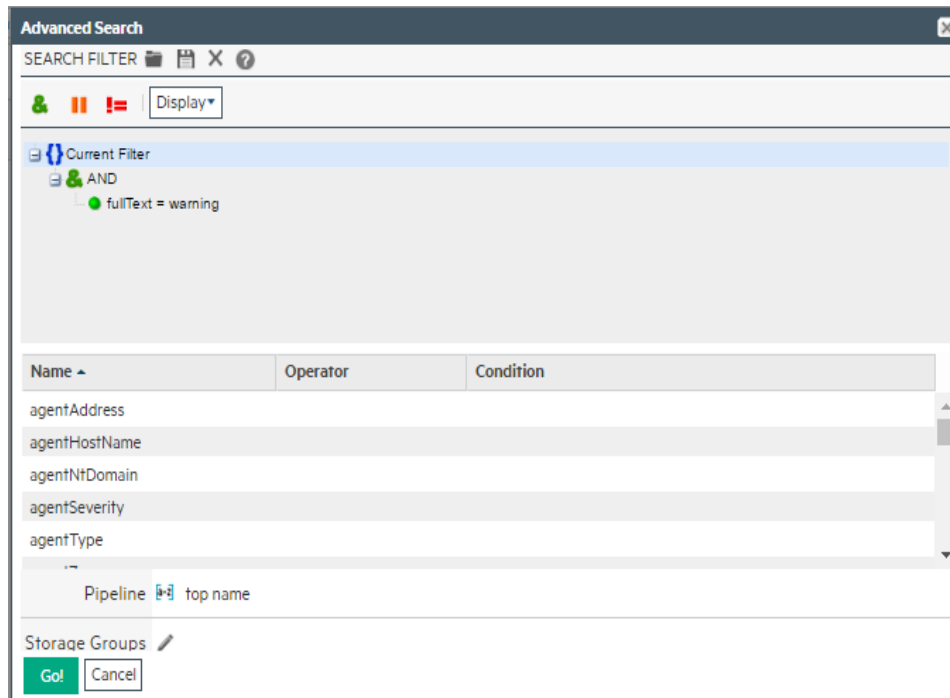 Advanced Search
SEARCH FILTER
& || != Display
{} Current Filter
& AND
fullText = warning
Name Operator Condition
agentAddress
agentHostName
agentNtDomain
agentSeverity
agentType
Pipeline [a-z] top name
Storage Groups
Go! Cancel